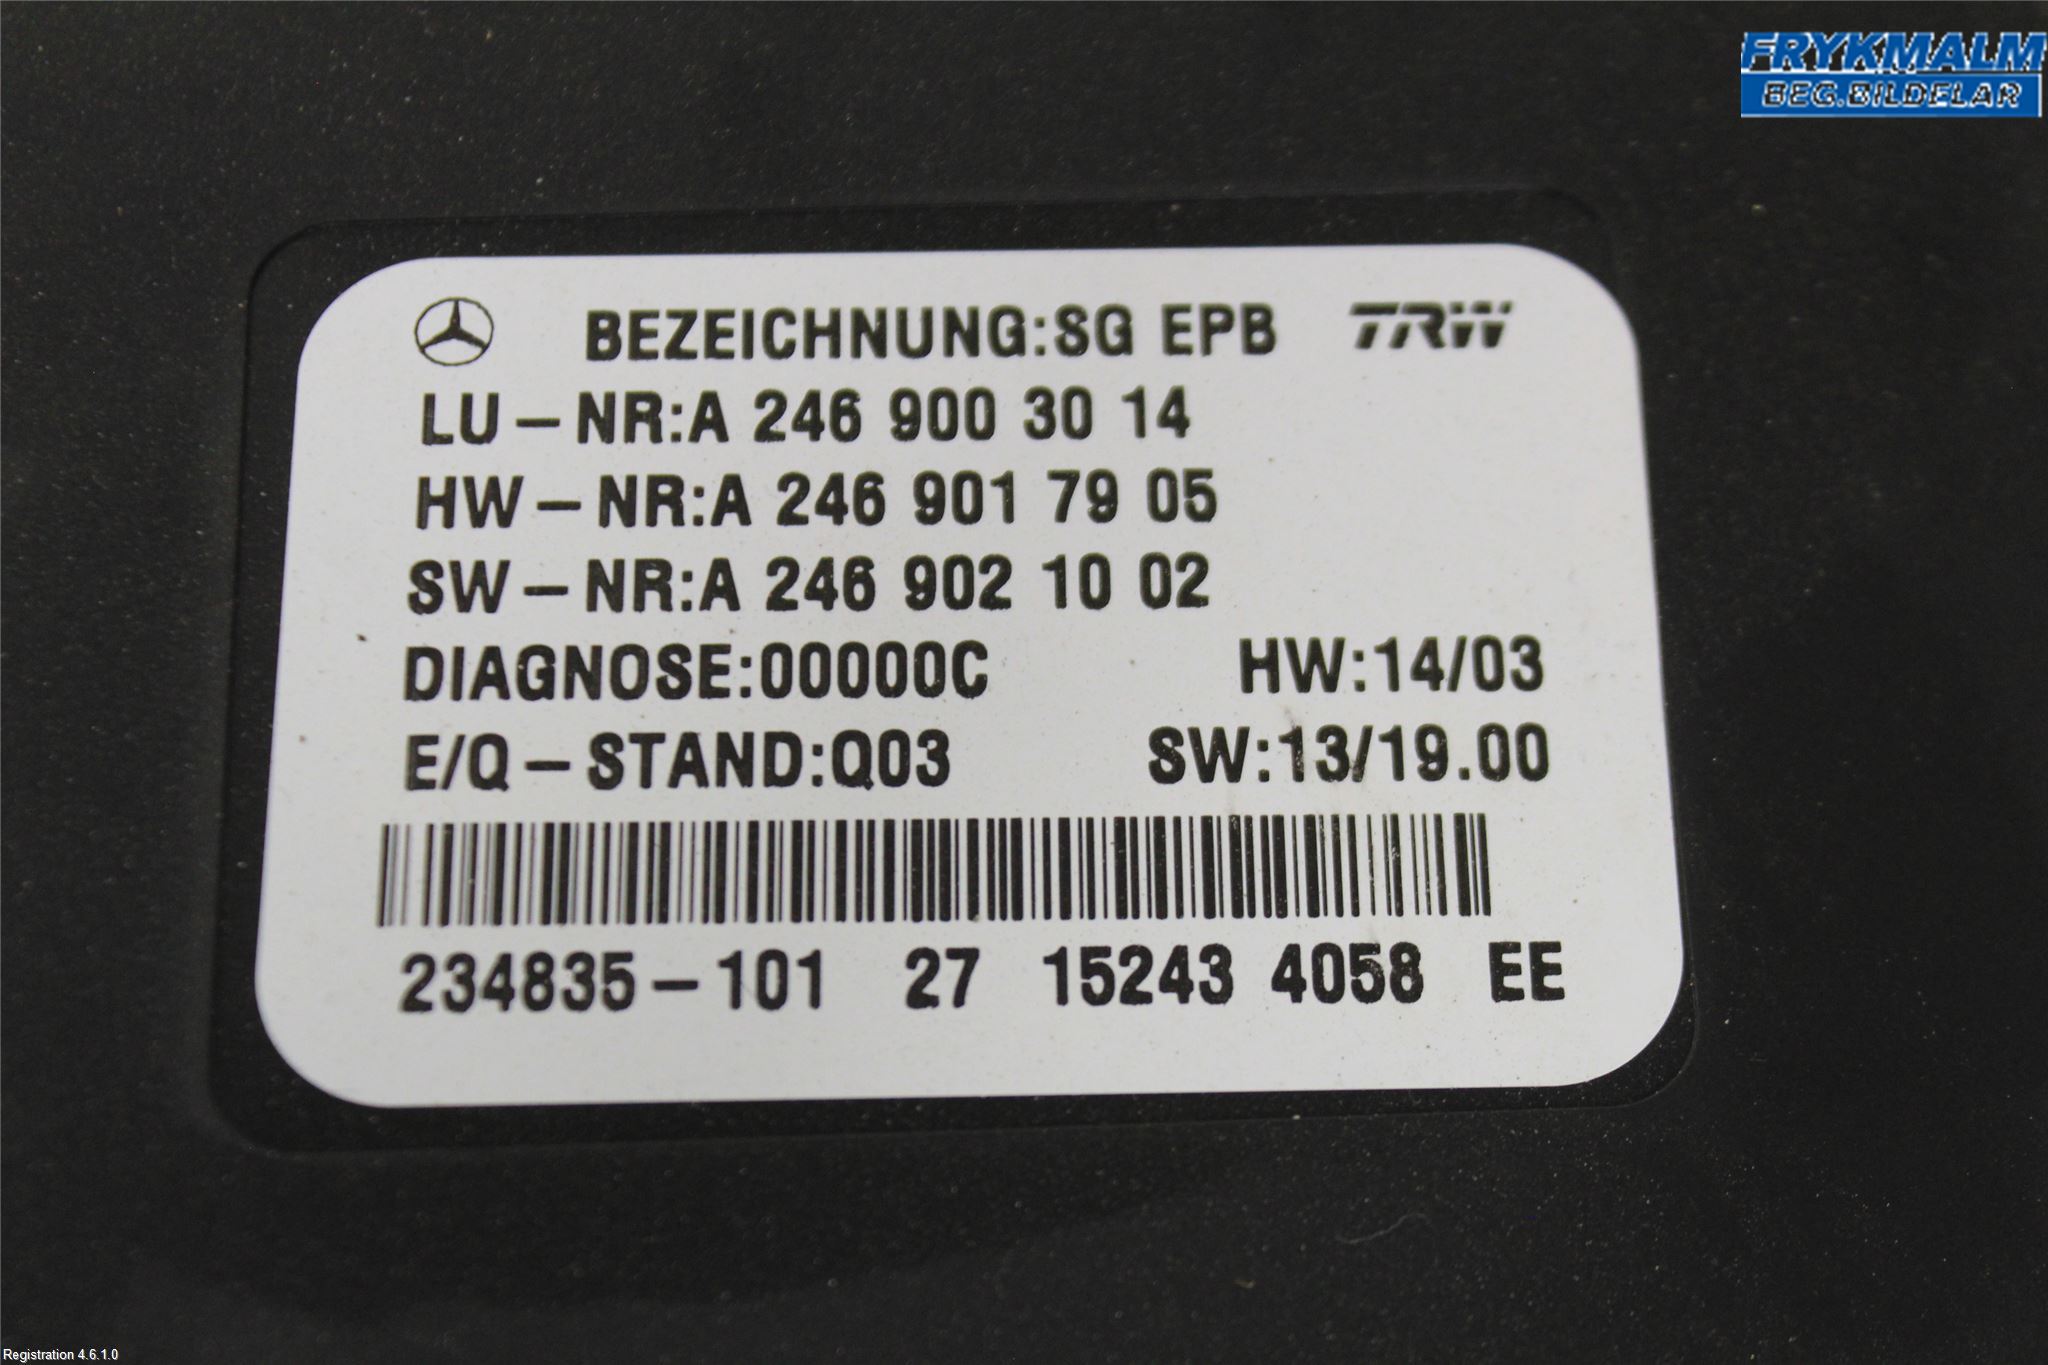 FRYKMALM
BEG.BILDELAR
BEZEICHNUNG:SG EPB TRW
LU-NR:A 246 900 30 14
HW-NR:A 246 901 79 05
SW-NR:A 246 902 10 02
DIAGNOSE:00000C HW:14/03
E/Q-STAND:Q03 SW:13/19.00
234835-101 27 15243 4058 EE
Registration 4.6.1.0